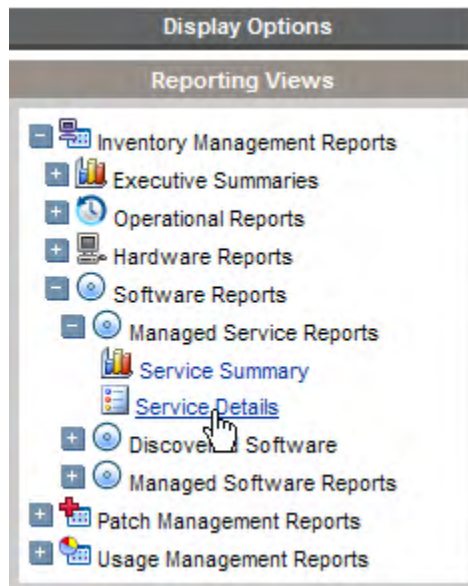 Display Options
Reporting Views
Inventory Management Reports
Executive Summaries
Operational Reports
Hardware Reports
Software Reports
Managed Service Reports
Service Summary
Service Details
Software
Managed Software Reports
Patch Management Reports
Usage Management Reports